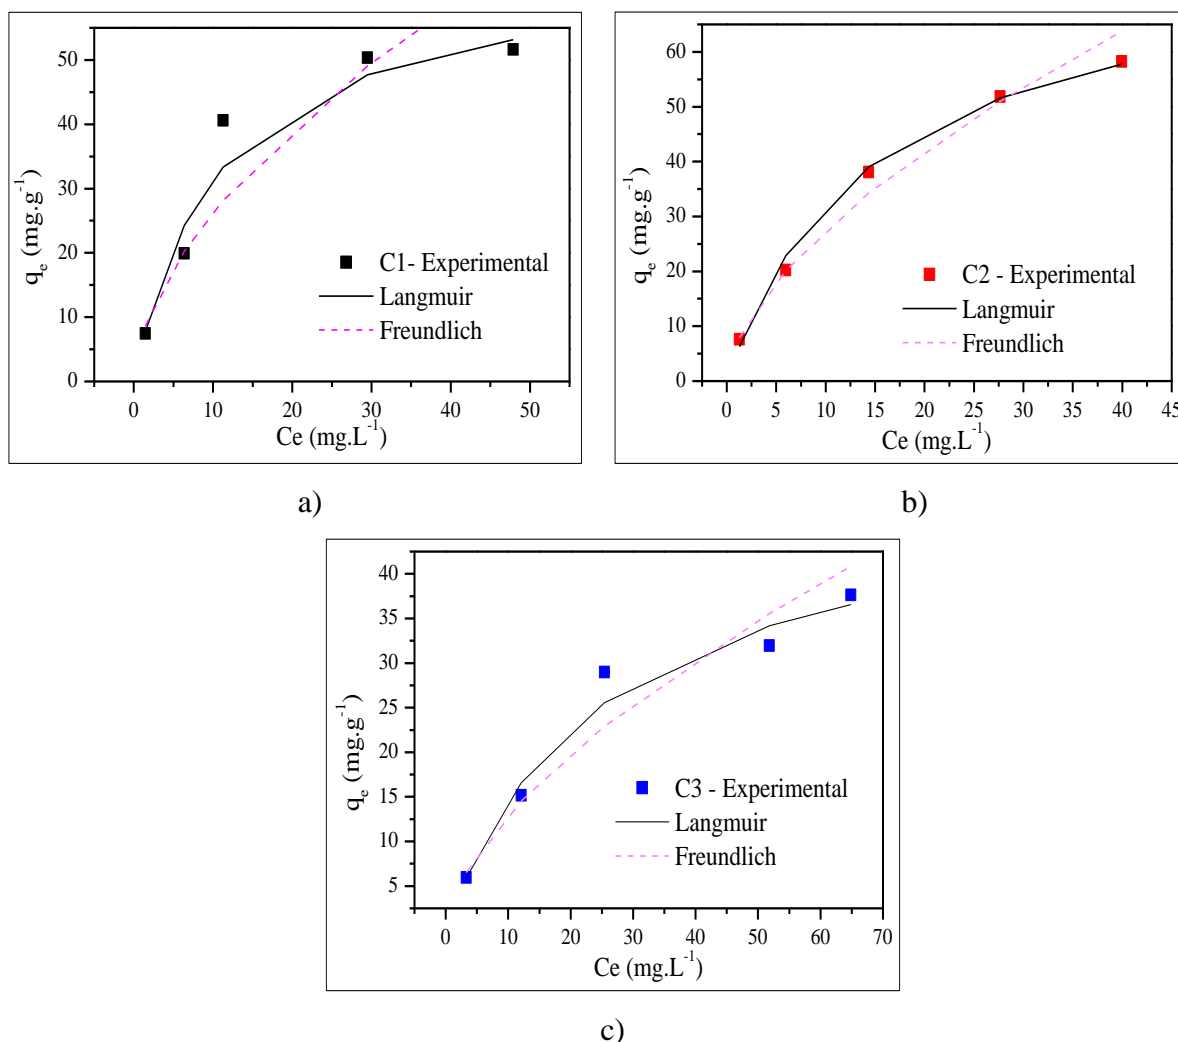 50
40
30
20
10
0
q_e (mg.g^-1)
C1- Experimental
Langmuir
Freundlich
0 10 20 30 40 50
Ce (mg.L^-1)
a)
60
50
40
30
20
10
0
q_e (mg.g^-1)
C2 - Experimental
Langmuir
Freundlich
0 5 10 15 20 25 30 35 40 45
Ce (mg.L^-1)
b)
40
35
30
25
20
15
10
5
q_e (mg.g^-1)
C3 - Experimental
Langmuir
Freundlich
0 10 20 30 40 50 60 70
Ce (mg.L^-1)
c)